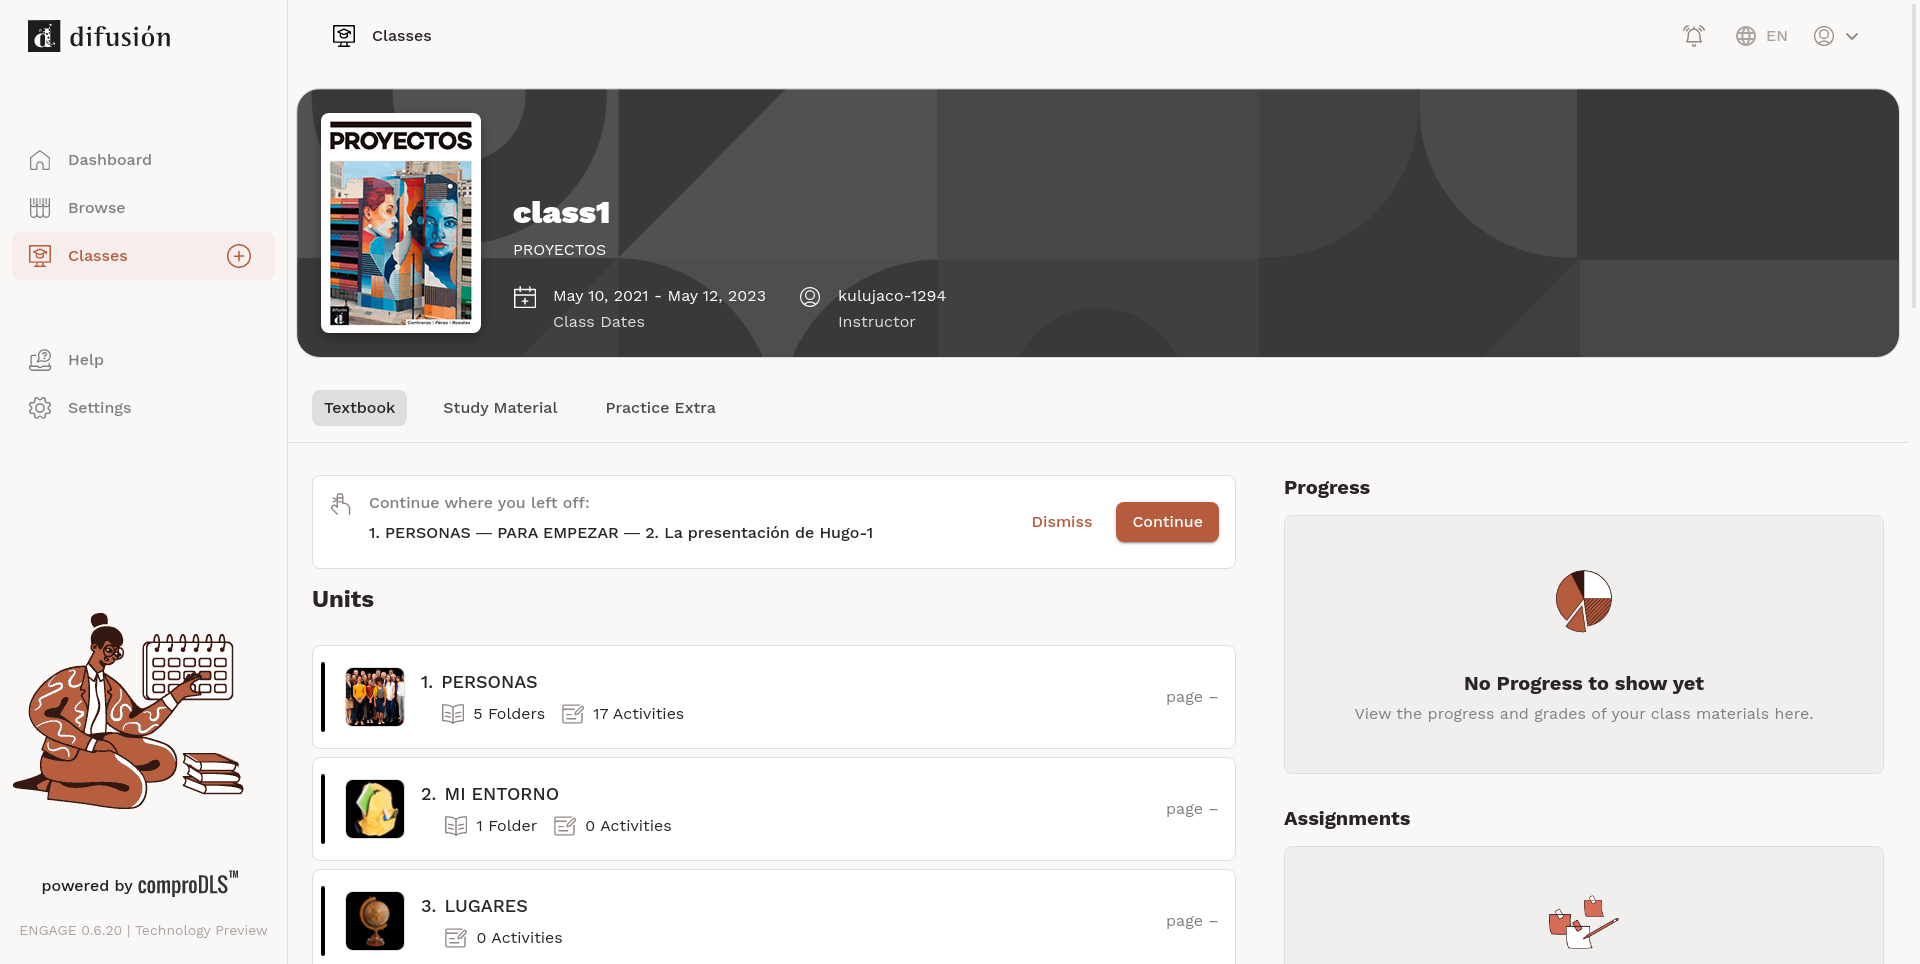 difusión
Classes
EN
Dashboard
Browse
Classes
Help
Settings
powered by comproDLS™
ENGAGE 0.6.20 | Technology Preview
PROYECTOS
difusión
Contreras | Pérez | Rosales
class1
PROYECTOS
May 10, 2021 - May 12, 2023
Class Dates
kulujaco-1294
Instructor
Textbook
Study Material
Practice Extra
Continue where you left off:
1. PERSONAS — PARA EMPEZAR — 2. La presentación de Hugo-1
Dismiss
Continue
Units
1. PERSONAS
5 Folders
17 Activities
page –
2. MI ENTORNO
1 Folder
0 Activities
page –
3. LUGARES
0 Activities
page –
Progress
No Progress to show yet
View the progress and grades of your class materials here.
Assignments